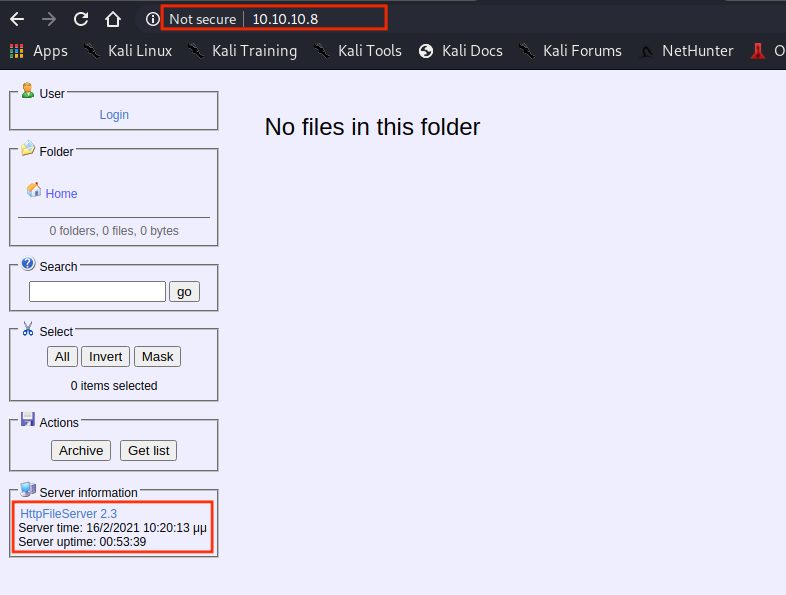 Not secure | 10.10.10.8
Apps Kali Linux Kali Training Kali Tools Kali Docs Kali Forums NetHunter O
User
Login
No files in this folder
Folder
Home
0 folders, 0 files, 0 bytes
Search
go
Select
All Invert Mask
0 items selected
Actions
Archive Get list
Server information
HttpFileServer 2.3
Server time: 16/2/2021 10:20:13 μμ
Server uptime: 00:53:39